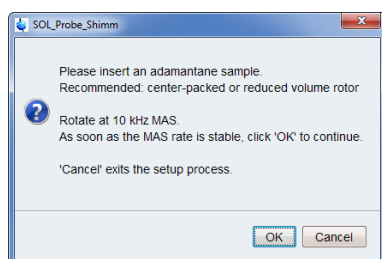 SOL_Probe_Shimm
Please insert an adamantane sample.
Recommended: center-packed or reduced volume rotor
Rotate at 10 kHz MAS.
As soon as the MAS rate is stable, click 'OK' to continue.
'Cancel' exits the setup process.
OK Cancel